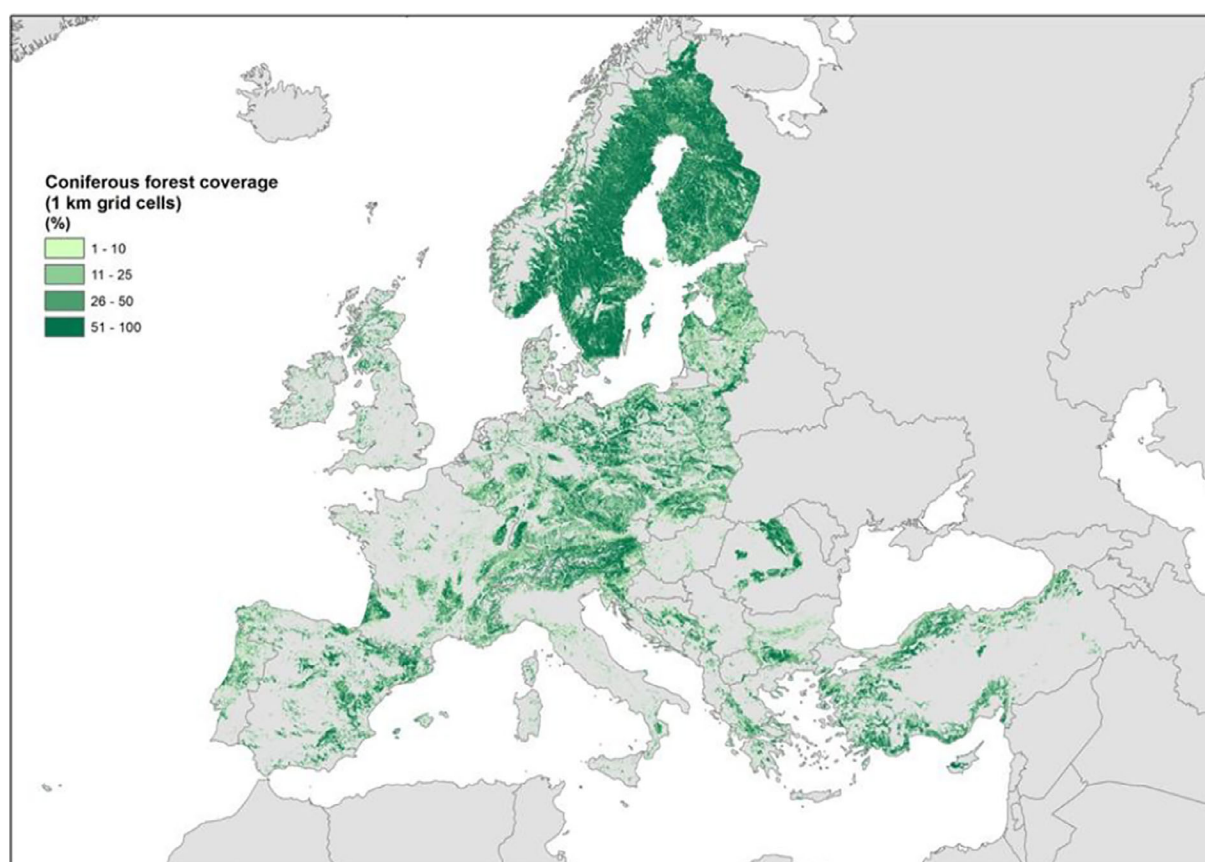 Coniferous forest coverage
(1 km grid cells)
(%)
1 - 10
11 - 25
26 - 50
51 - 100